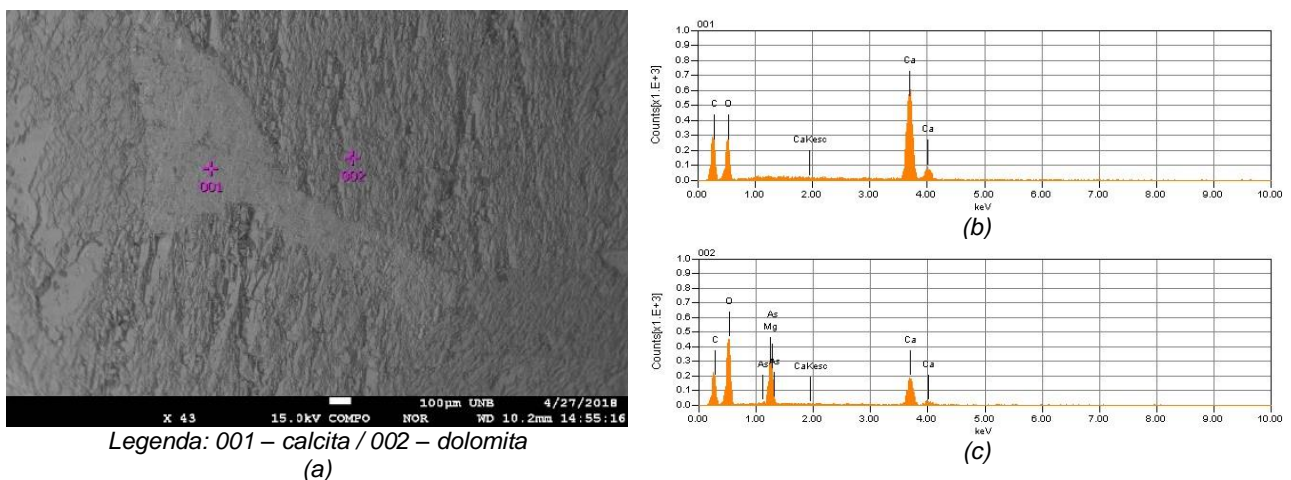 001
002
100µm UNB 4/27/2018
X 43 15.0kV COMPO NOR WD 10.2mm 14:55:16
Legenda: 001 – calcita / 002 – dolomita
(a)
001
1.0
0.9
0.8
0.7
0.6
0.5
0.4
0.3
0.2
0.1
0.0
Counts[x1.E+3]
C O CaKesc Ca Ca
0.00 1.00 2.00 3.00 4.00 5.00 6.00 7.00 8.00 9.00 10.00
keV
(b)
002
1.0
0.9
0.8
0.7
0.6
0.5
0.4
0.3
0.2
0.1
0.0
Counts[x1.E+3]
C O As As Mg As CaKesc Ca Ca
0.00 1.00 2.00 3.00 4.00 5.00 6.00 7.00 8.00 9.00 10.00
keV
(c)